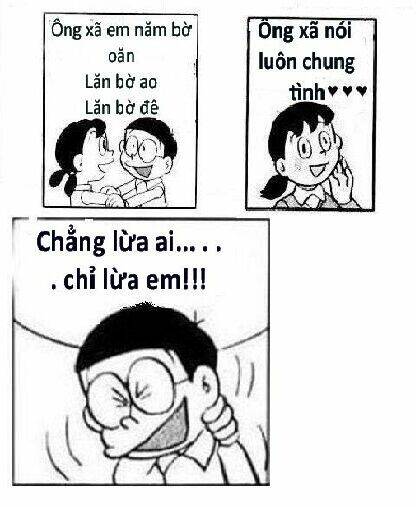 Ông xã em năm bờ
oăn
Lăn bờ ao
Lăn bờ đê
Ông xã nói
luôn chung
tình♥♥♥
Chẳng lừa ai... . .
. chỉ lừa em!!!